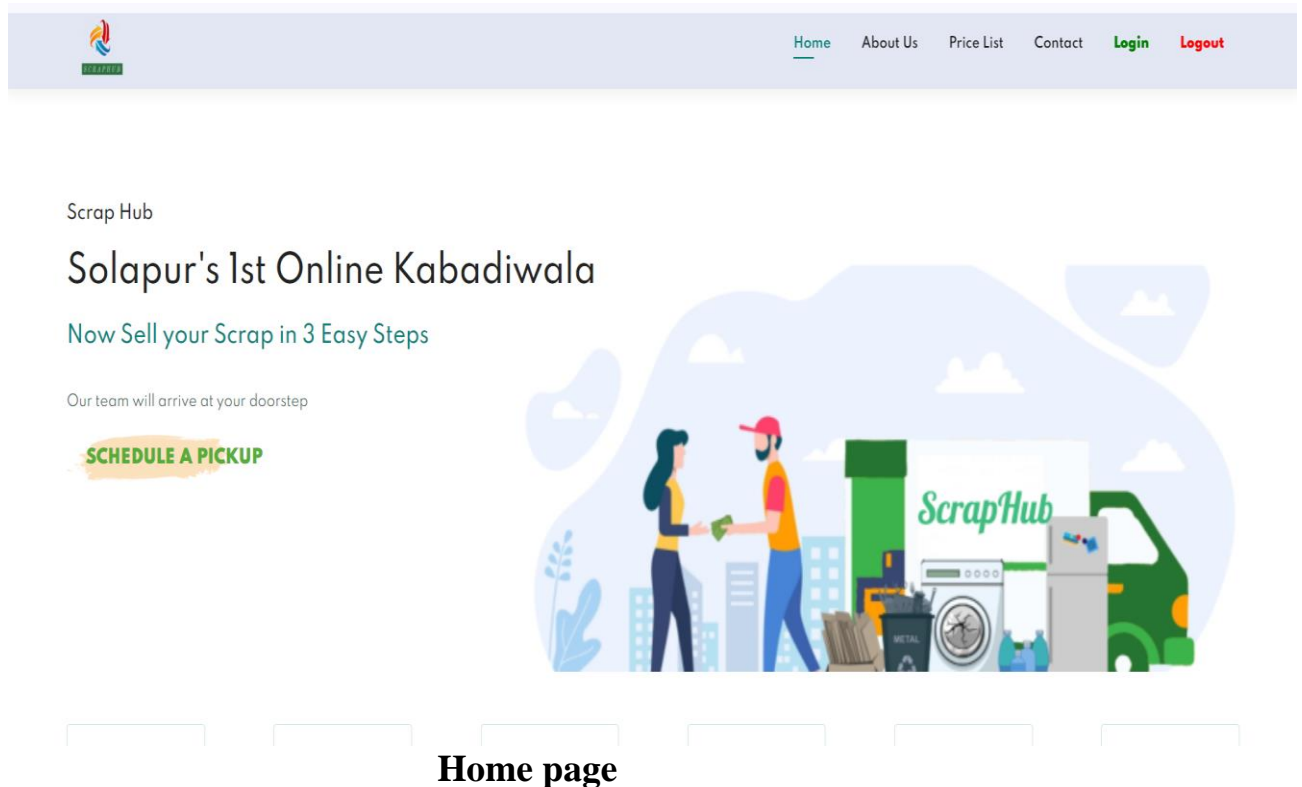 SCRAPHUB
Home About Us Price List Contact Login Logout
Scrap Hub
Solapur's 1st Online Kabadiwala
Now Sell your Scrap in 3 Easy Steps
Our team will arrive at your doorstep
SCHEDULE A PICKUP
ScrapHub
METAL
Home page